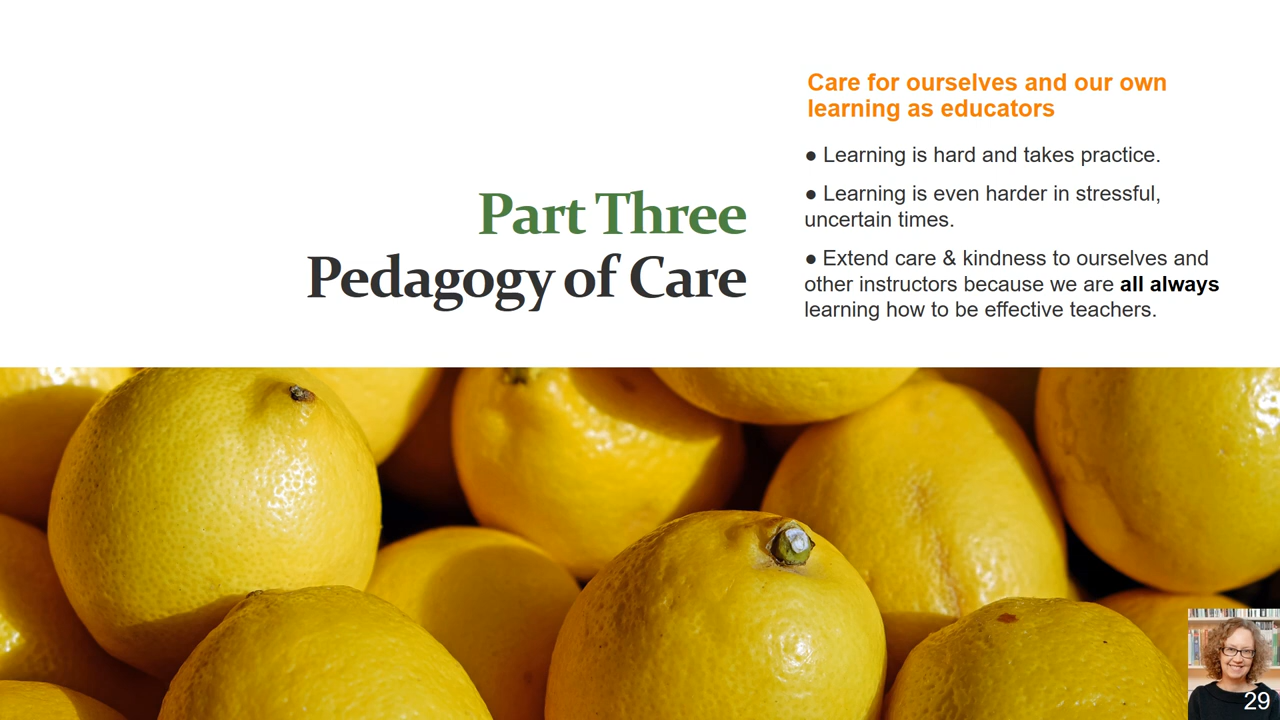 Part Three
Pedagogy of Care
Care for ourselves and our own
learning as educators
● Learning is hard and takes practice.
● Learning is even harder in stressful,
uncertain times.
● Extend care & kindness to ourselves and
other instructors because we are all always
learning how to be effective teachers.
29